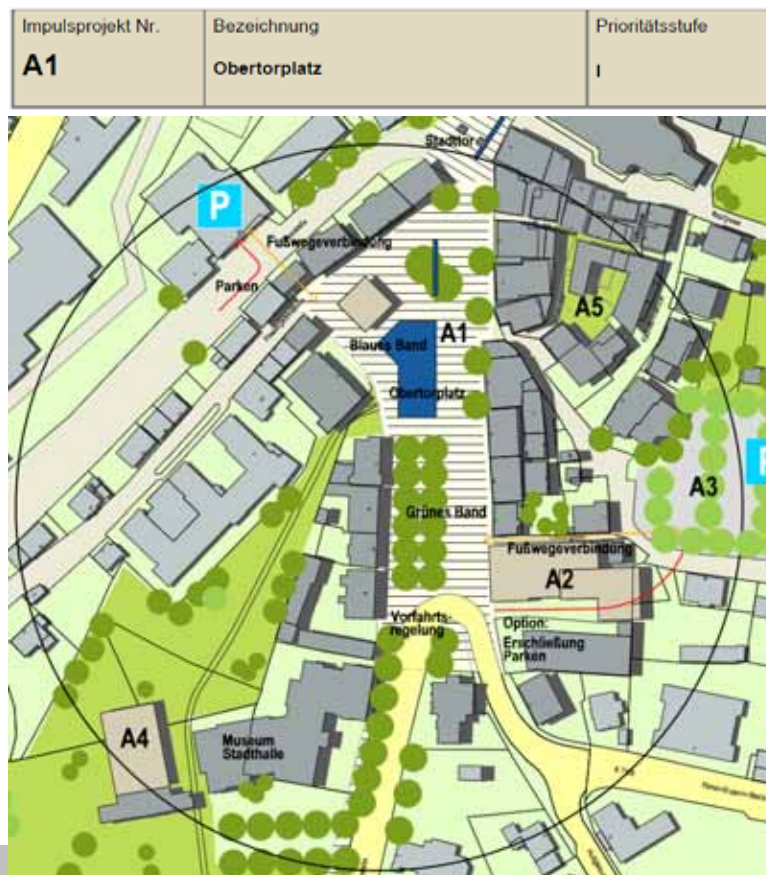 Impulsprojekt Nr.
A1
Bezeichnung
Obertorplatz
Prioritätsstufe
I
Stadttor
P
Fußwegeverbindung
Parken
A5
A1
Blaues Band
Obertorplatz
P
A3
Grünes Band
Fußwegeverbindung
A2
Vorfahrts-
regelung
Option:
Erschließung
Parken
A4
Museum
Stadthalle